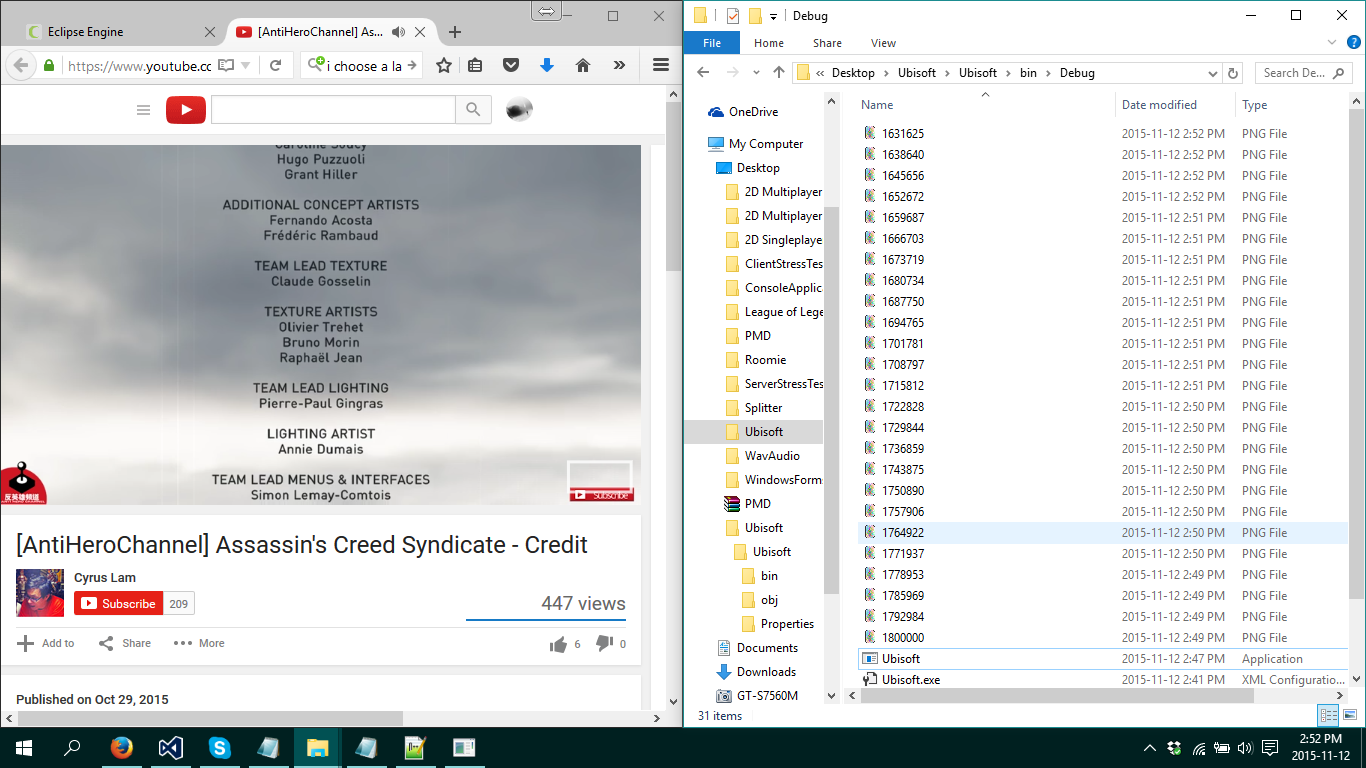 Eclipse Engine
[AntiHeroChannel] As...
https://www.youtube.cc
i choose a la
Caroline Soucy
Hugo Puzzuoli
Grant Hiller
ADDITIONAL CONCEPT ARTISTS
Fernando Acosta
Frédéric Rambaud
TEAM LEAD TEXTURE
Claude Gosselin
TEXTURE ARTISTS
Olivier Trehet
Bruno Morin
Raphaël Jean
TEAM LEAD LIGHTING
Pierre-Paul Gingras
LIGHTING ARTIST
Annie Dumais
TEAM LEAD MENUS & INTERFACES
Simon Lemay-Comtois
反英雄頻道
Subscribe
[AntiHeroChannel] Assassin's Creed Syndicate - Credit
Cyrus Lam
Subscribe 209
447 views
Add to Share More 6 0
Published on Oct 29, 2015
Debug
File Home Share View
« Desktop > Ubisoft > Ubisoft > bin > Debug
Search De...
OneDrive
My Computer
Desktop
2D Multiplayer
2D Multiplayer
2D Singleplaye
ClientStressTes
ConsoleApplica
League of Lege
PMD
Roomie
ServerStressTes
Splitter
Ubisoft
WavAudio
WindowsForm
PMD
Ubisoft
Ubisoft
bin
obj
Properties
Documents
Downloads
GT-S7560M
Name Date modified Type
1631625 2015-11-12 2:52 PM PNG File
1638640 2015-11-12 2:52 PM PNG File
1645656 2015-11-12 2:52 PM PNG File
1652672 2015-11-12 2:52 PM PNG File
1659687 2015-11-12 2:51 PM PNG File
1666703 2015-11-12 2:51 PM PNG File
1673719 2015-11-12 2:51 PM PNG File
1680734 2015-11-12 2:51 PM PNG File
1687750 2015-11-12 2:51 PM PNG File
1694765 2015-11-12 2:51 PM PNG File
1701781 2015-11-12 2:51 PM PNG File
1708797 2015-11-12 2:51 PM PNG File
1715812 2015-11-12 2:51 PM PNG File
1722828 2015-11-12 2:50 PM PNG File
1729844 2015-11-12 2:50 PM PNG File
1736859 2015-11-12 2:50 PM PNG File
1743875 2015-11-12 2:50 PM PNG File
1750890 2015-11-12 2:50 PM PNG File
1757906 2015-11-12 2:50 PM PNG File
1764922 2015-11-12 2:50 PM PNG File
1771937 2015-11-12 2:50 PM PNG File
1778953 2015-11-12 2:49 PM PNG File
1785969 2015-11-12 2:49 PM PNG File
1792984 2015-11-12 2:49 PM PNG File
1800000 2015-11-12 2:49 PM PNG File
Ubisoft 2015-11-12 2:47 PM Application
Ubisoft.exe 2015-11-12 2:41 PM XML Configuratio...
31 items
2:52 PM
2015-11-12